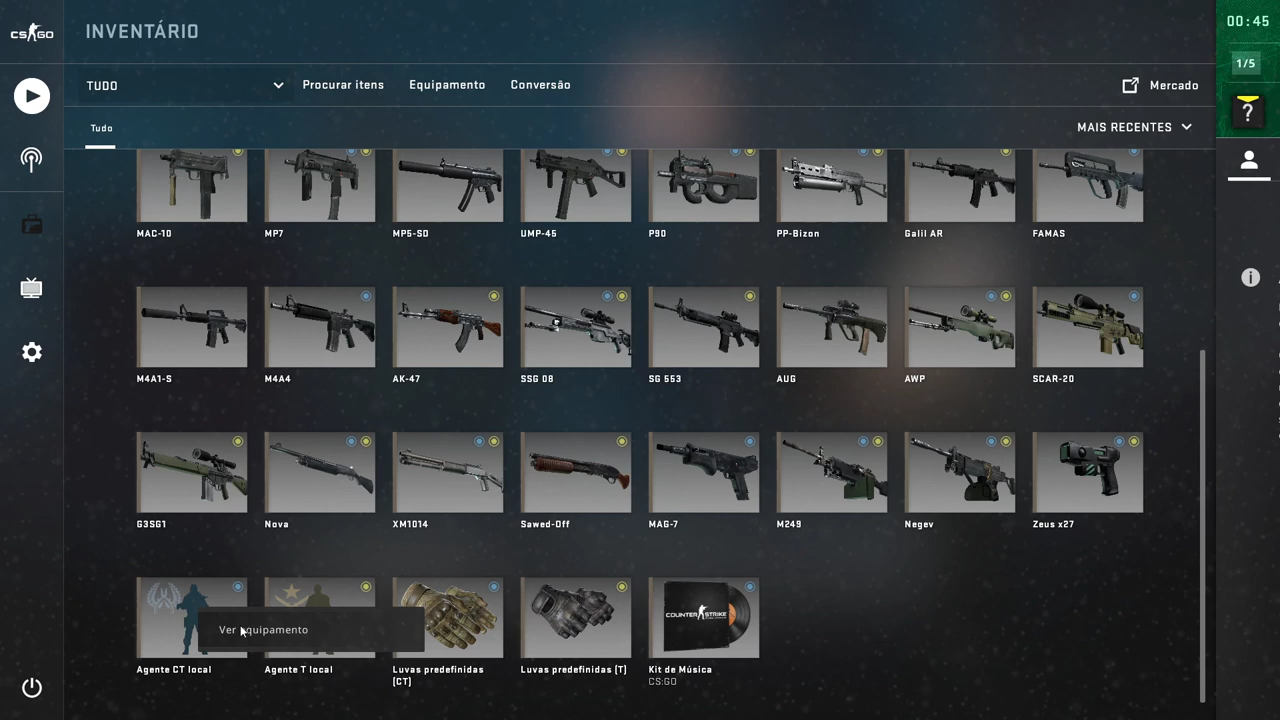 CS GO
INVENTÁRIO
00:45
1/5
?
TUDO
Procurar itens
Equipamento
Conversão
Mercado
Tudo
MAIS RECENTES
MAC-10
MP7
MP5-SD
UMP-45
P90
PP-Bizon
Galil AR
FAMAS
M4A1-S
M4A4
AK-47
SSG 08
SG 553
AUG
AWP
SCAR-20
G3SG1
Nova
XM1014
Sawed-Off
MAG-7
M249
Negev
Zeus x27
COUNTER STRIKE
Ver equipamento
Agente CT local
Agente T local
Luvas predefinidas
(CT)
Luvas predefinidas (T)
Kit de Música
CS:GO